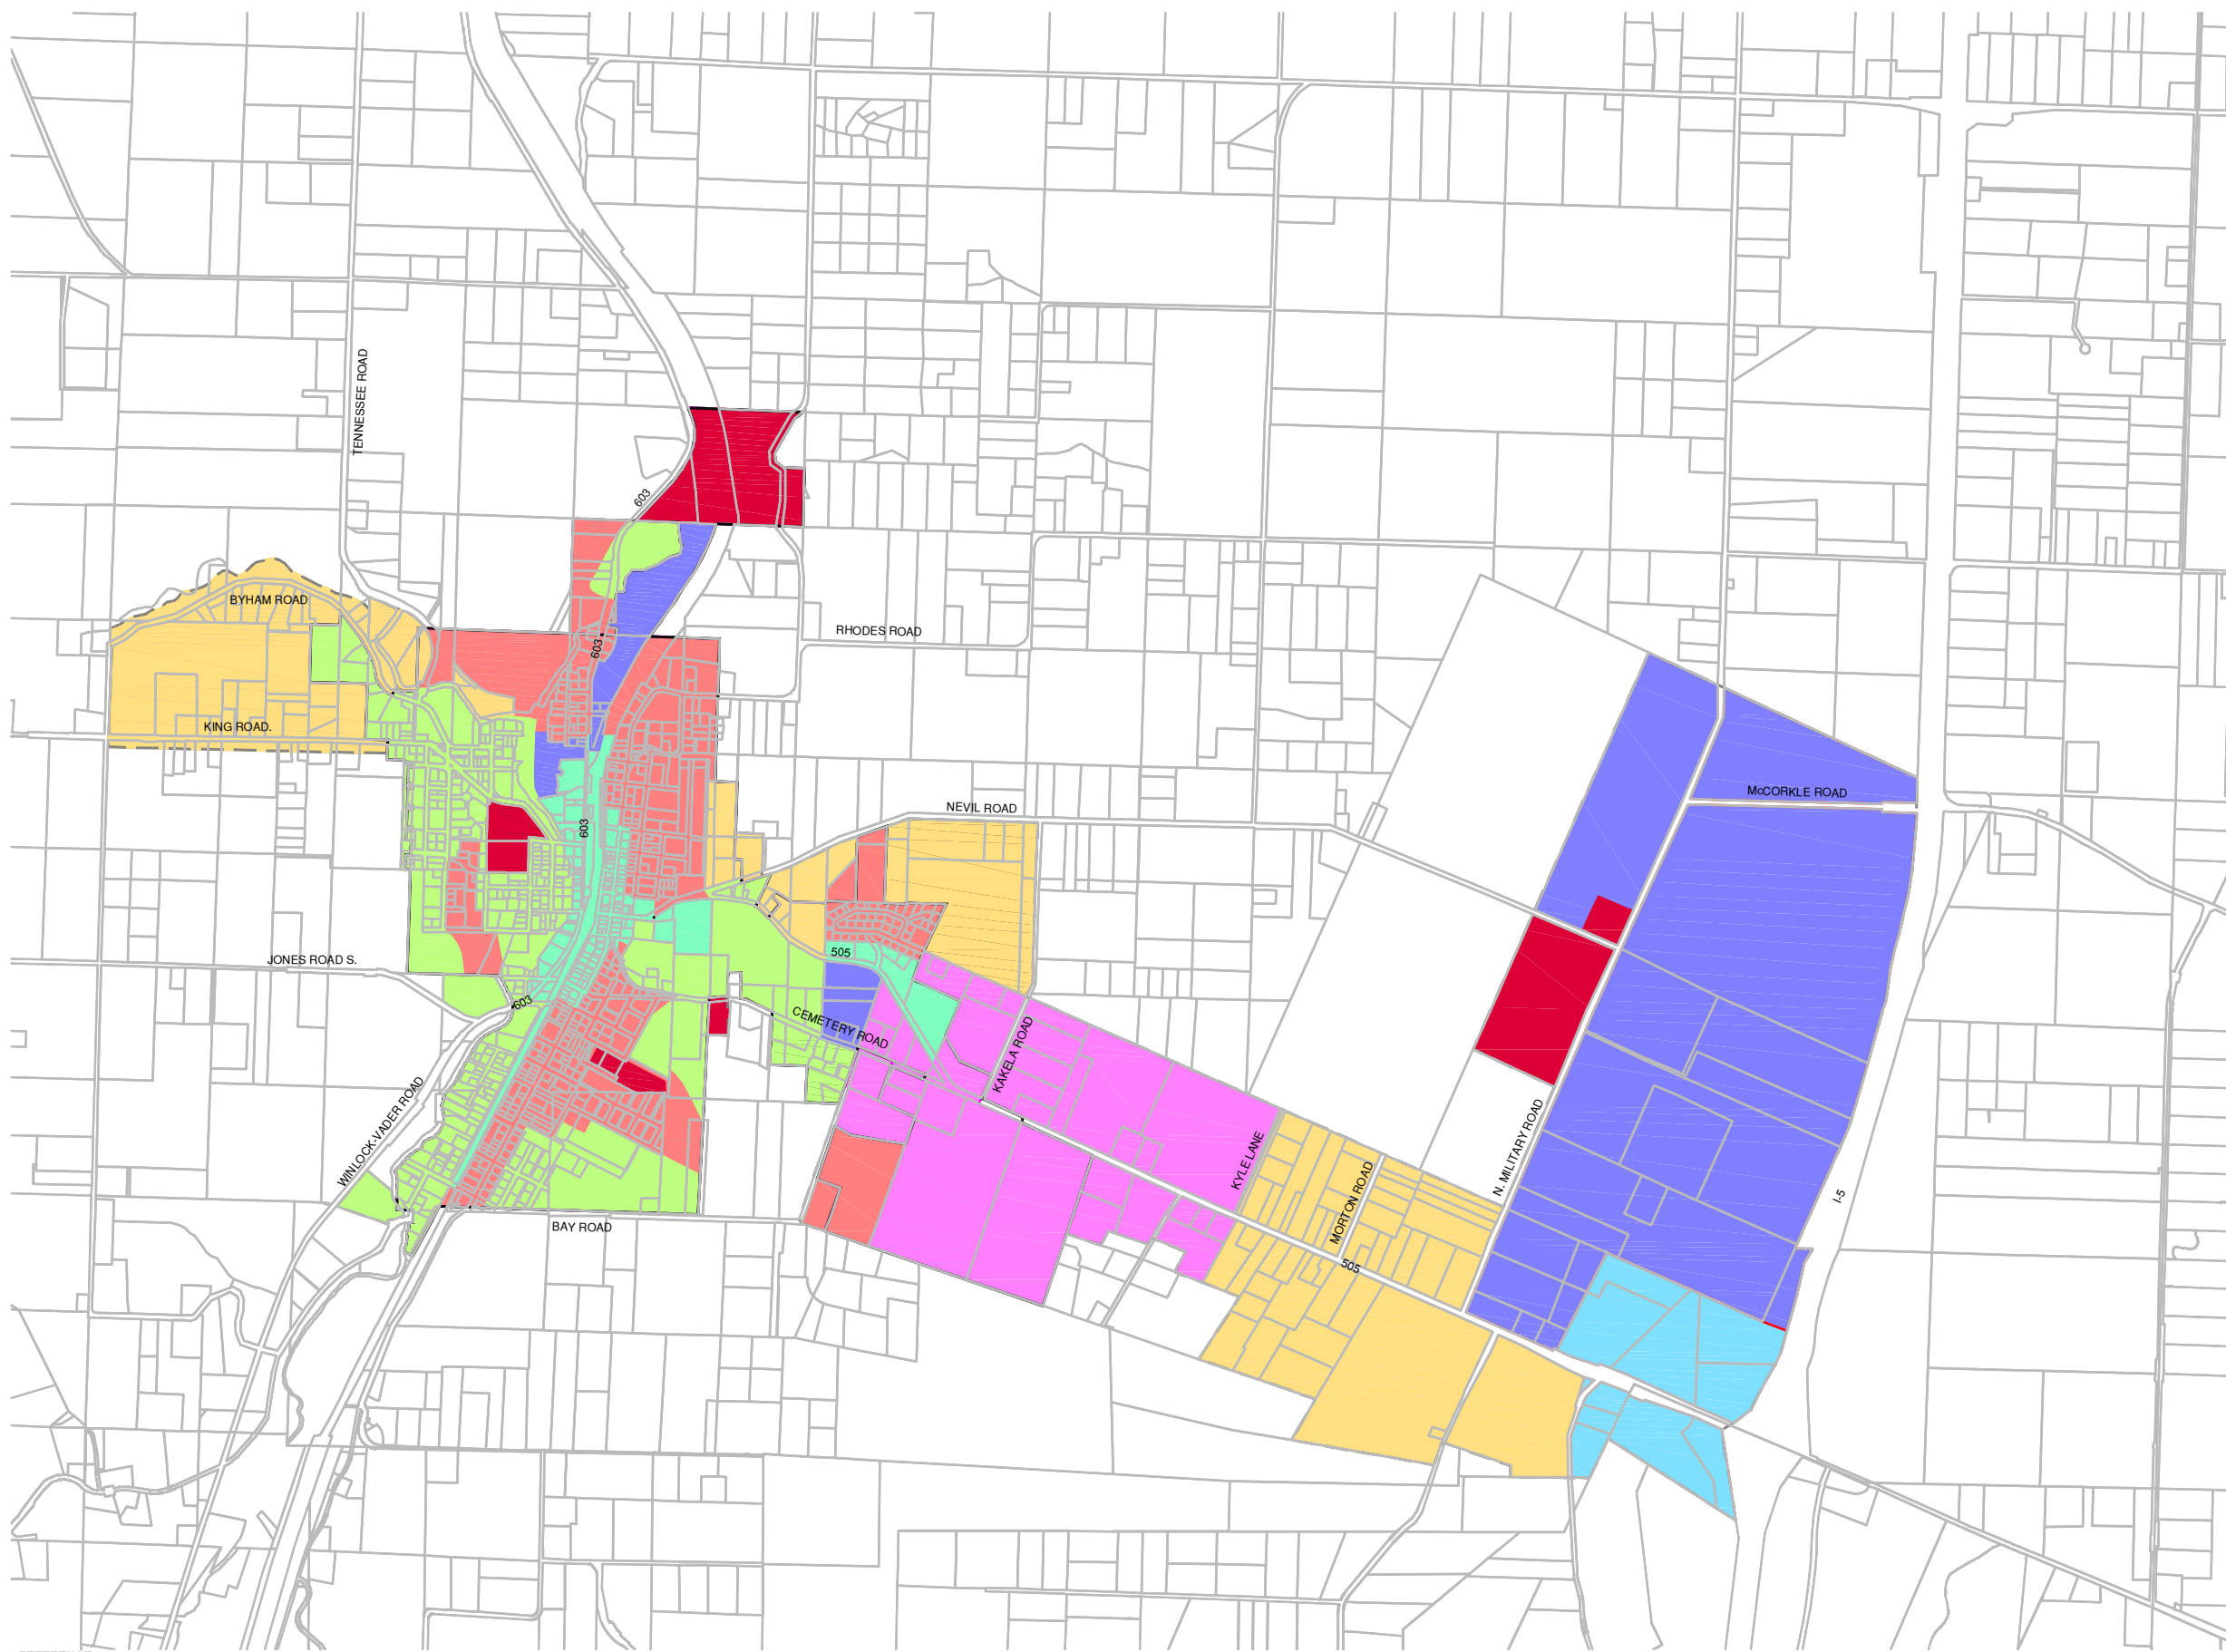 TENNESSEE ROAD
603
BYHAM ROAD
RHODES ROAD
603
KING ROAD.
McCORKLE ROAD
NEVIL ROAD
603
505
JONES ROAD S.
603
CEMETERY ROAD
KAKELA ROAD
WINLOCK-VADER ROAD
KYLE LANE
N. MILITARY ROAD
MORTON ROAD
I-5
BAY ROAD
505